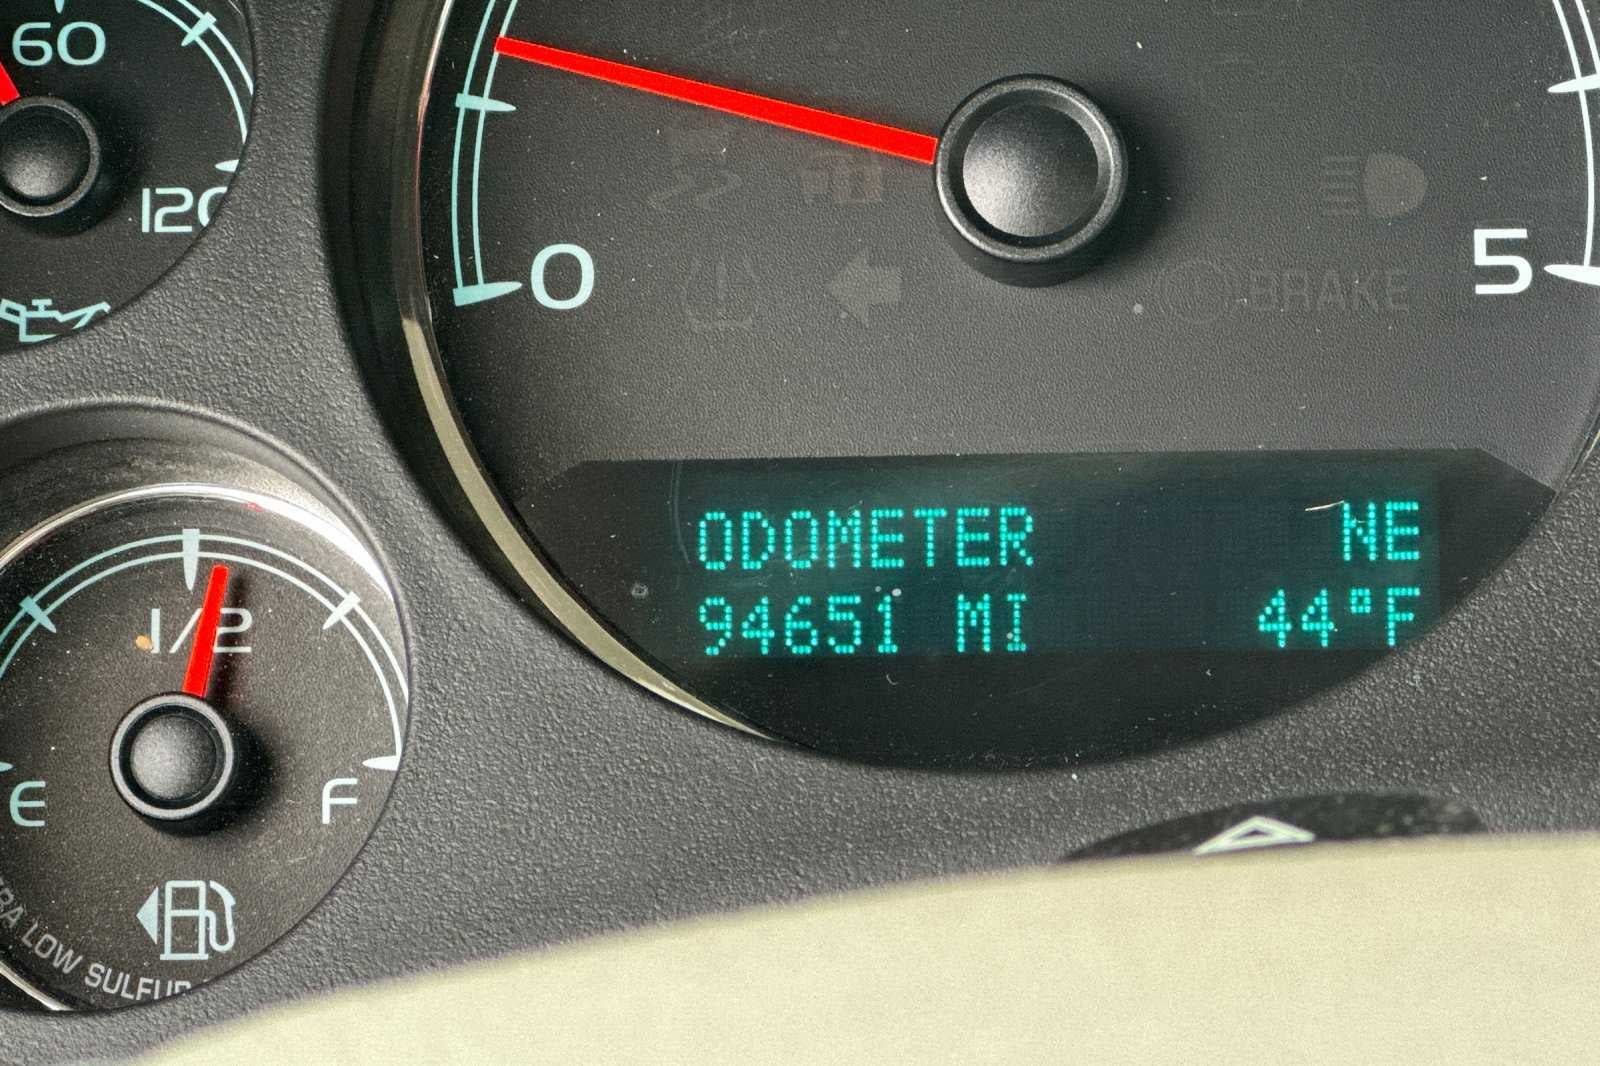 60
120
0
5
BRAKE
ODOMETER NE
94651 MI 44°F
1/2
E F
LOW SULFUR